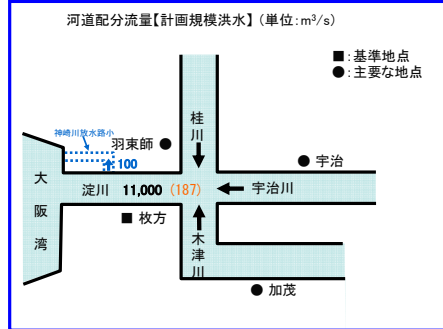 河道配分流量【計画規模洪水】(単位:m³/s)
■:基準地点
●:主要な地点
神崎川放水路小
羽束師 ●
桂川
100
● 宇治
大阪湾
淀川 11,000 (187)
宇治川
■ 枚方
木津川
● 加茂